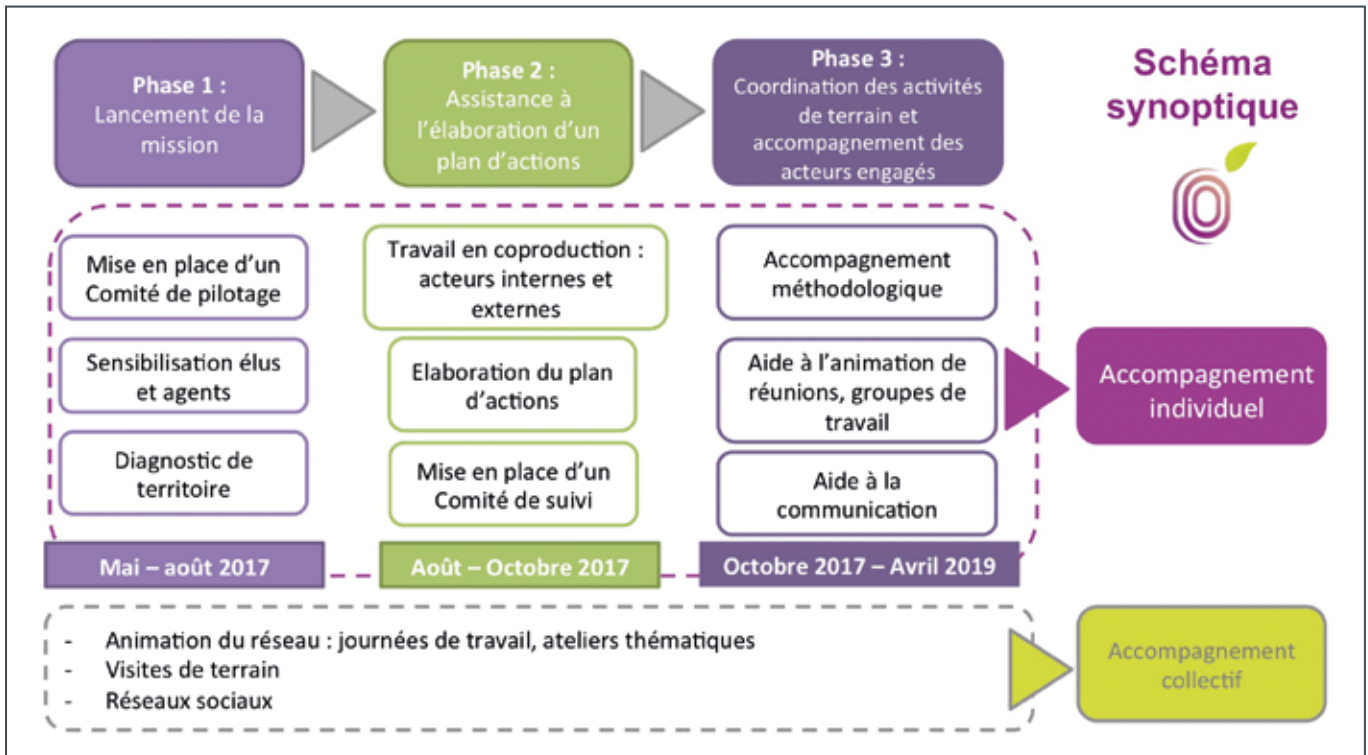 Phase 1 :
Lancement de la
mission
Phase 2 :
Assistance à
l'élaboration d'un
plan d'actions
Phase 3 :
Coordination des activités
de terrain et
accompagnement des
acteurs engagés
Schéma
synoptique
Mise en place d'un
Comité de pilotage
Sensibilisation élus
et agents
Diagnostic de
territoire
Mai – août 2017
Travail en coproduction :
acteurs internes et
externes
Elaboration du plan
d'actions
Mise en place d'un
Comité de suivi
Août – Octobre 2017
Accompagnement
méthodologique
Aide à l'animation de
réunions, groupes de
travail
Aide à la
communication
Octobre 2017 – Avril 2019
Accompagnement
individuel
- Animation du réseau : journées de travail, ateliers thématiques
- Visites de terrain
- Réseaux sociaux
Accompagnement
collectif